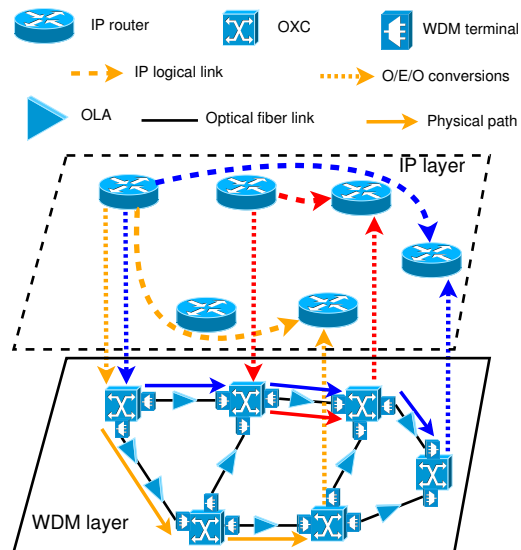 IP router
OXC
WDM terminal
IP logical link
O/E/O conversions
OLA
Optical fiber link
Physical path
IP layer
WDM layer